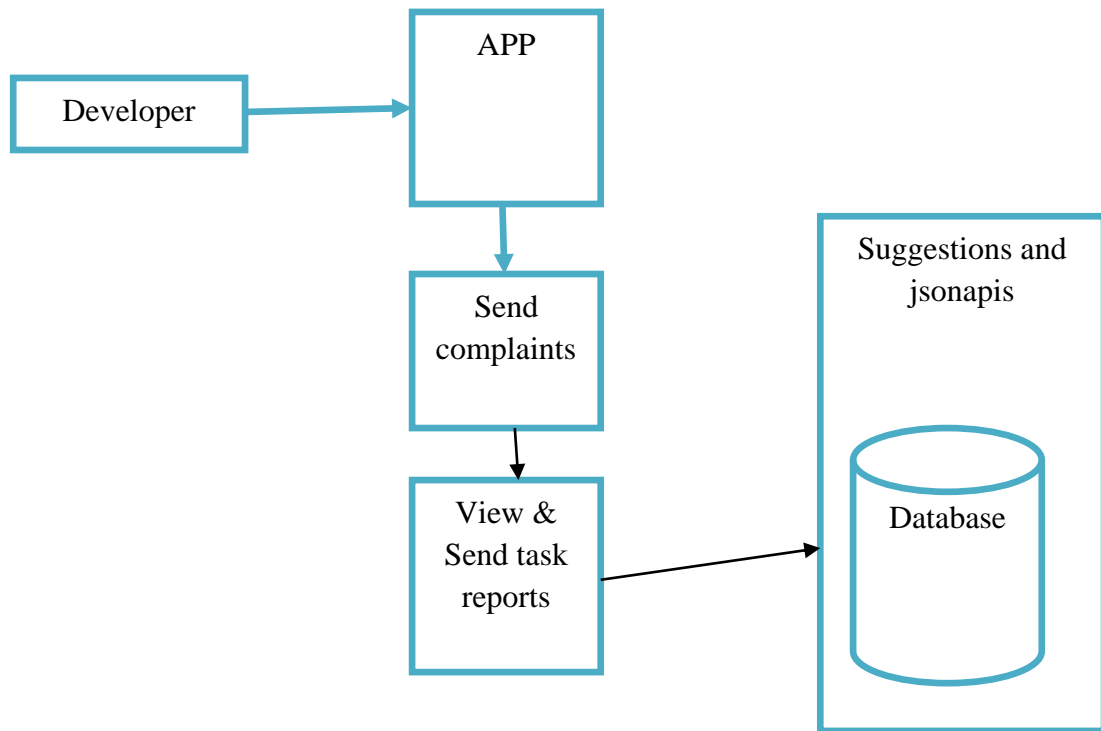 APP
Developer
Suggestions and
jsonapis
Send
complaints
View &
Send task
reports
Database